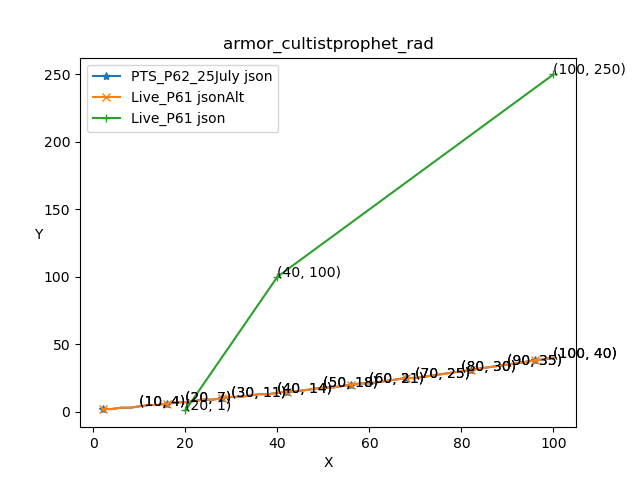 armor_cultistprophet_rad
PTS_P62_25July json
Live_P61 jsonAlt
Live_P61 json
Y
250
200
150
100
50
0
(100, 250)
(40, 100)
(20, 1)
(10, 4)
(20, 7)
(30, 11)
(40, 14)
(50, 18)
(60, 21)
(70, 25)
(80, 30)
(90, 35)
(100, 40)
0 20 40 60 80 100
X